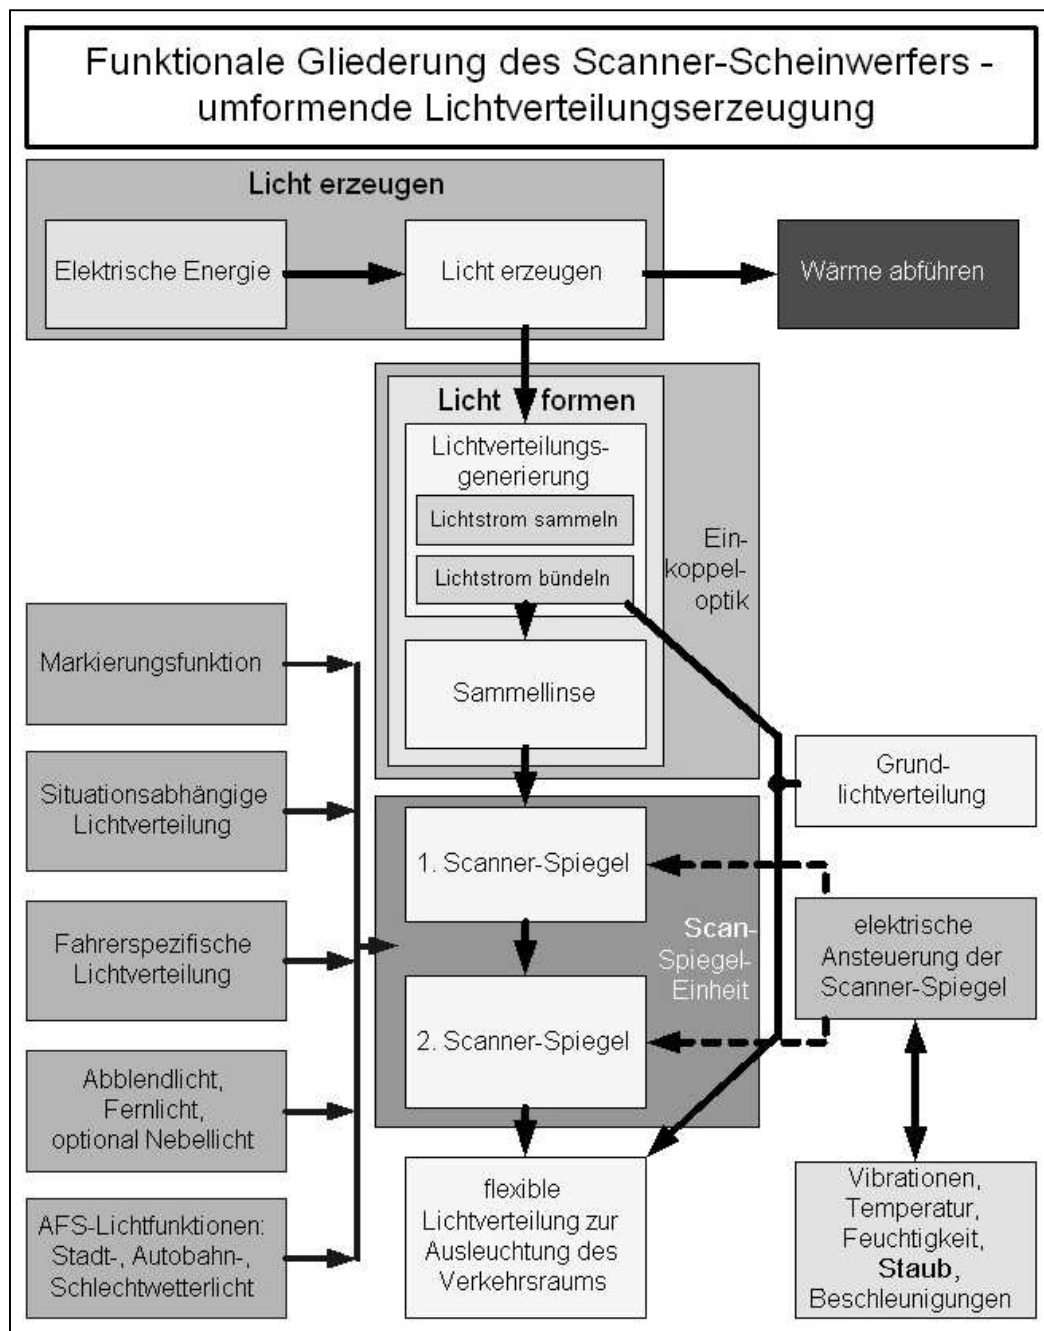 Funktionale Gliederung des Scanner-Scheinwerfers -
umformende Lichtverteilungserzeugung
Licht erzeugen
Elektrische Energie
Licht erzeugen
Wärme abführen
Licht formen
Lichtverteilungs-
generierung
Lichtstrom sammeln
Lichtstrom bündeln
Ein-
koppel-
optik
Sammellinse
Markierungsfunktion
Situationsabhängige
Lichtverteilung
Fahrerspezifische
Lichtverteilung
Abblendlicht,
Fernlicht,
optional Nebellicht
AFS-Lichtfunktionen:
Stadt-, Autobahn-,
Schlechtwetterlicht
1. Scanner-Spiegel
2. Scanner-Spiegel
Scan-
Spiegel-
Einheit
Grund-
lichtverteilung
elektrische
Ansteuerung der
Scanner-Spiegel
flexible
Lichtverteilung zur
Ausleuchtung des
Verkehrsraums
Vibrationen,
Temperatur,
Feuchtigkeit,
Staub,
Beschleunigungen